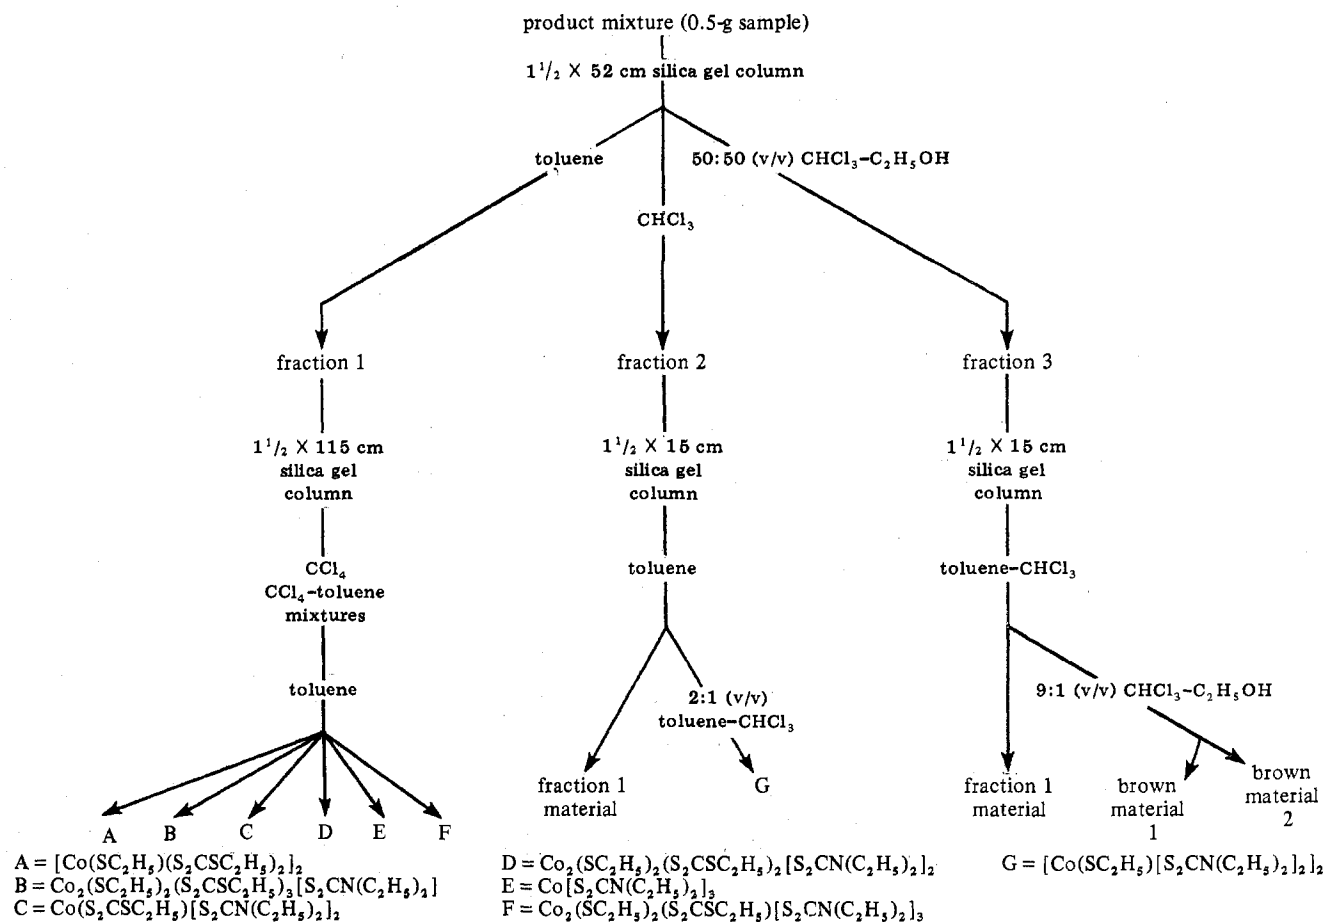 product mixture (0.5-g sample)
1 1/2 X 52 cm silica gel column
toluene
50:50 (v/v) CHCl3-C2H5OH
CHCl3
fraction 1
fraction 2
fraction 3
1 1/2 X 115 cm
silica gel
column
1 1/2 X 15 cm
silica gel
column
1 1/2 X 15 cm
silica gel
column
CCl4
CCl4-toluene
mixtures
toluene
toluene
toluene-CHCl3
2:1 (v/v)
toluene-CHCl3
9:1 (v/v) CHCl3-C2H5OH
A B C D E F
fraction 1
material
G
fraction 1
material
brown
material
1
brown
material
2
A = [Co(SC2H5)(S2CSC2H5)2]2
B = Co2(SC2H5)2(S2CSC2H5)3[S2CN(C2H5)2]
C = Co(S2CSC2H5)[S2CN(C2H5)2]2
D = Co2(SC2H5)2(S2CSC2H5)2[S2CN(C2H5)2]2
E = Co[S2CN(C2H5)2]3
F = Co2(SC2H5)2(S2CSC2H5)[S2CN(C2H5)2]3
G = [Co(SC2H5)[S2CN(C2H5)2]2]2